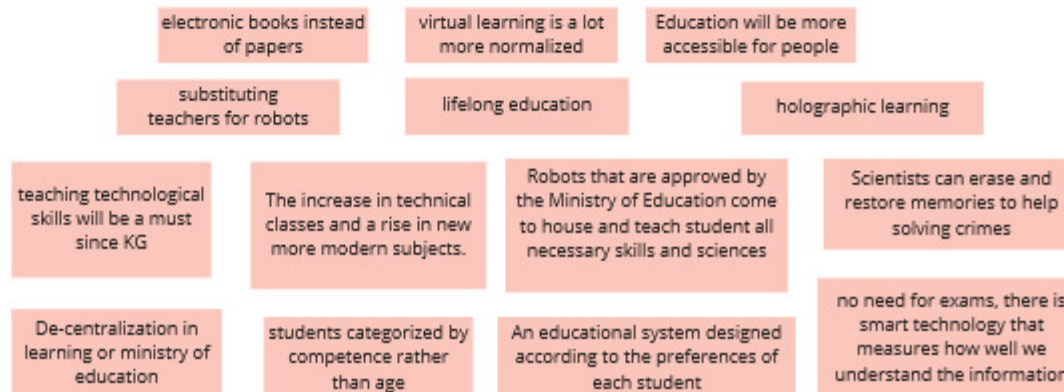 electronic books instead
of papers
virtual learning is a lot
more normalized
Education will be more
accessible for people
substituting
teachers for robots
lifelong education
holographic learning
teaching technological
skills will be a must
since KG
The increase in technical
classes and a rise in new
more modern subjects.
Robots that are approved by
the Ministry of Education come
to house and teach student all
necessary skills and sciences
Scientists can erase and
restore memories to help
solving crimes
De-centralization in
learning or ministry of
education
students categorized by
competence rather
than age
An educational system designed
according to the preferences of
each student
no need for exams, there is
smart technology that
measures how well we
understand the information